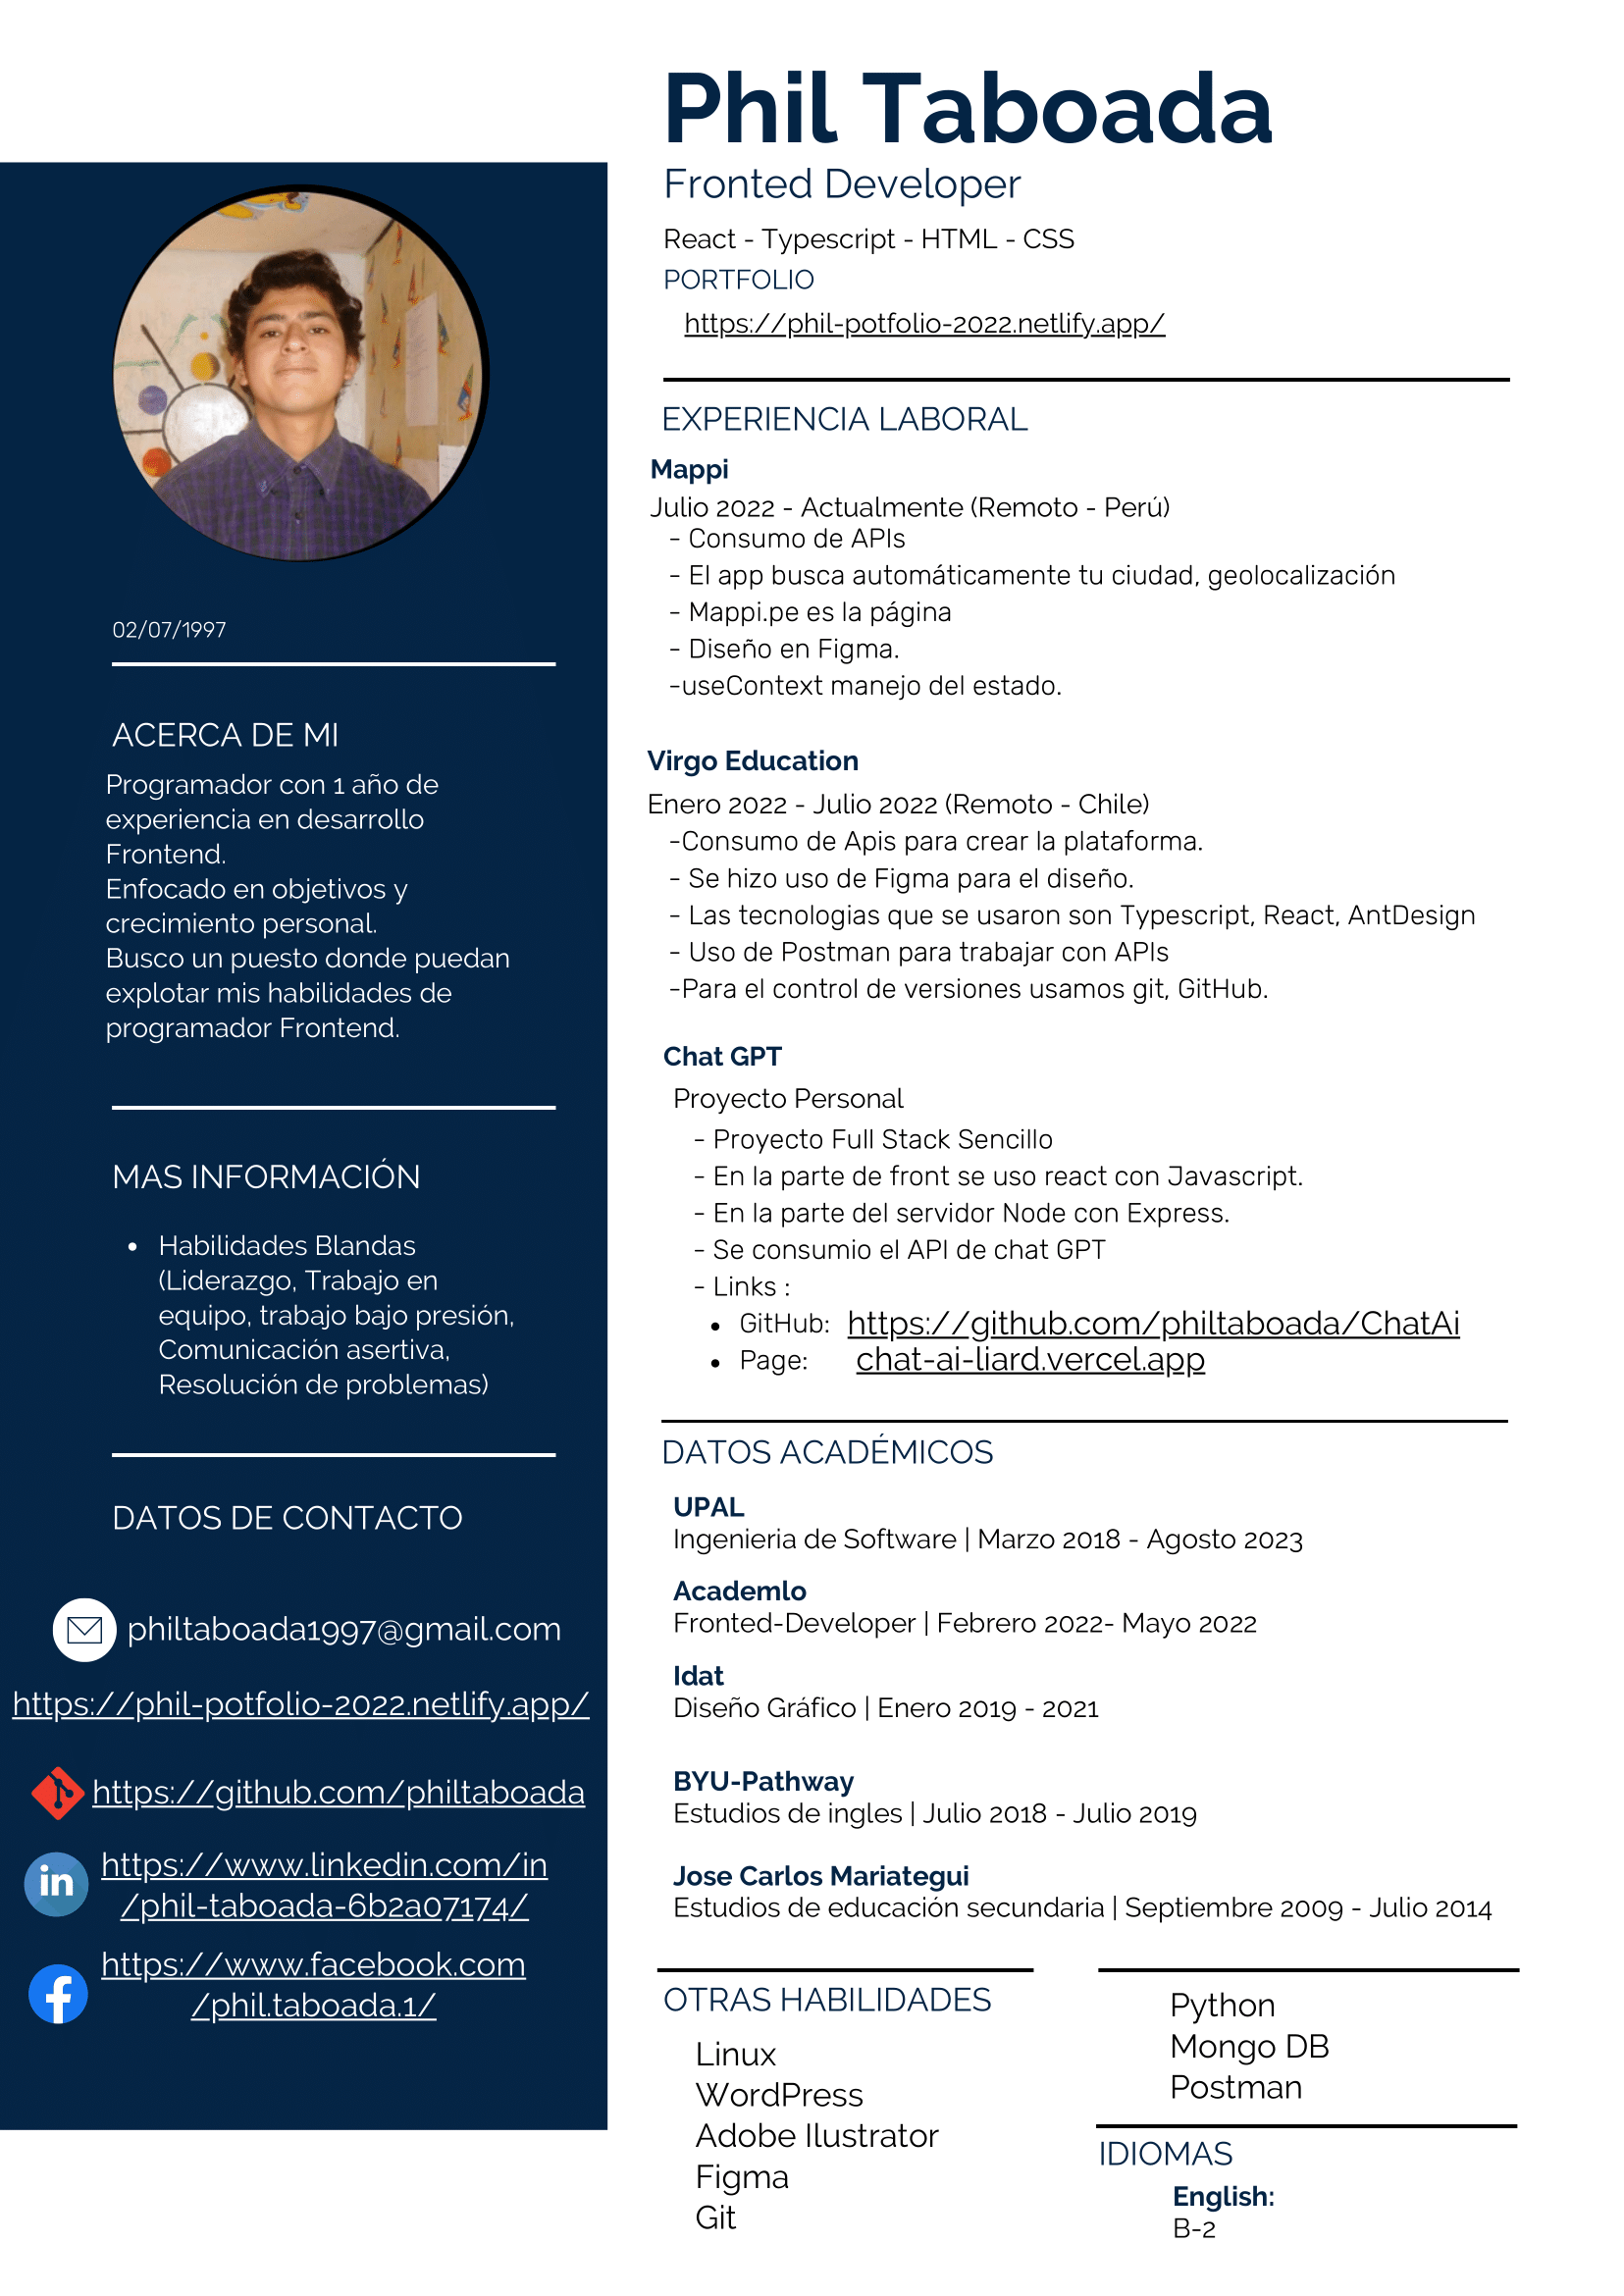 Phil Taboada
Fronted Developer
React - Typescript - HTML - CSS
PORTFOLIO
https://phil-potfolio-2022.netlify.app/
02/07/1997
ACERCA DE MI
Programador con 1 año de
experiencia en desarrollo
Frontend.
Enfocado en objetivos y
crecimiento personal.
Busco un puesto donde puedan
explotar mis habilidades de
programador Frontend.
MAS INFORMACIÓN
• Habilidades Blandas
(Liderazgo, Trabajo en
equipo, trabajo bajo presión,
Comunicación asertiva,
Resolución de problemas)
DATOS DE CONTACTO
philtaboada1997@gmail.com
https://phil-potfolio-2022.netlify.app/
https://github.com/philtaboada
in https://www.linkedin.com/in
/phil-taboada-6b2a07174/
https://www.facebook.com
/phil.taboada.1/
EXPERIENCIA LABORAL
Mappi
Julio 2022 - Actualmente (Remoto - Perú)
- Consumo de APIs
- El app busca automáticamente tu ciudad, geolocalización
- Mappi.pe es la página
- Diseño en Figma.
-useContext manejo del estado.
Virgo Education
Enero 2022 - Julio 2022 (Remoto - Chile)
-Consumo de Apis para crear la plataforma.
- Se hizo uso de Figma para el diseño.
- Las tecnologias que se usaron son Typescript, React, AntDesign
- Uso de Postman para trabajar con APIs
-Para el control de versiones usamos git, GitHub.
Chat GPT
Proyecto Personal
- Proyecto Full Stack Sencillo
- En la parte de front se uso react con Javascript.
- En la parte del servidor Node con Express.
- Se consumio el API de chat GPT
- Links :
• GitHub: https://github.com/philtaboada/ChatAi
• Page: chat-ai-liard.vercel.app
DATOS ACADÉMICOS
UPAL
Ingenieria de Software | Marzo 2018 - Agosto 2023
Academlo
Fronted-Developer | Febrero 2022- Mayo 2022
Idat
Diseño Gráfico | Enero 2019 - 2021
BYU-Pathway
Estudios de ingles | Julio 2018 - Julio 2019
Jose Carlos Mariategui
Estudios de educación secundaria | Septiembre 2009 - Julio 2014
OTRAS HABILIDADES
Linux
WordPress
Adobe Ilustrator
Figma
Git
Python
Mongo DB
Postman
IDIOMAS
English:
B-2